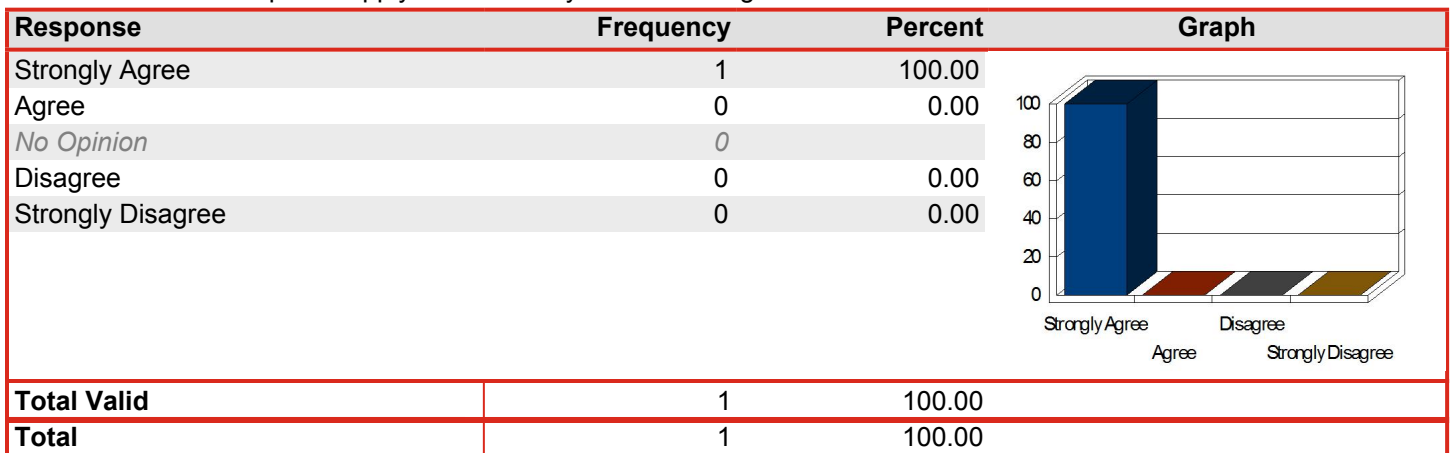 Response Frequency Percent Graph
Strongly Agree 1 100.00
Agree 0 0.00
No Opinion 0
Disagree 0 0.00
Strongly Disagree 0 0.00
100
80
60
40
20
0
Strongly Agree Disagree
Agree Strongly Disagree
Total Valid 1 100.00
Total 1 100.00